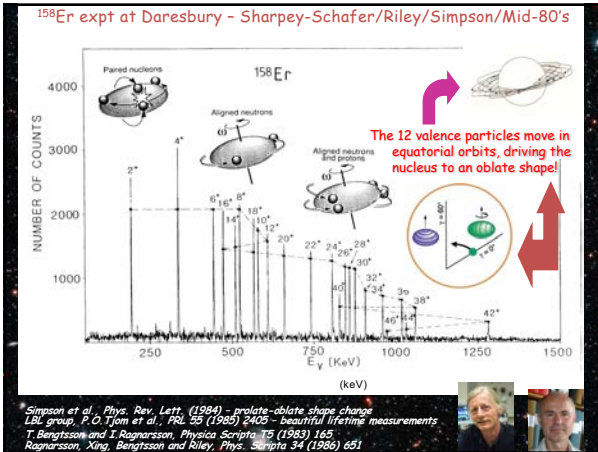 ¹⁵⁸Er expt at Daresbury – Sharpey-Schafer/Riley/Simpson/Mid-80's
Paired nucleons
¹⁵⁸Er
Aligned neutrons
ω
Aligned neutrons
and protons
ω
The 12 valence particles move in
equatorial orbits, driving the
nucleus to an oblate shape!
γ = 60°
γ = 0°
NUMBER OF COUNTS
4000
3000
2000
1000
2⁺
4⁺
6⁺
16⁺
8⁺
14⁺
18⁺
10⁺
12⁺
20⁺
22⁺
24⁺
26⁺
28⁺
30⁺
32⁺
34⁺
40⁺
38⁺
46⁺
44⁺
42⁺
250
500
750
1000
1250
1500
Eγ (KeV)
(keV)
Simpson et al., Phys. Rev. Lett. (1984) – prolate-oblate shape change
LBL group, P.O.Tjom et al., PRL 55 (1985) 2405 – beautiful lifetime measurements
T.Bengtsson and I.Ragnarsson, Physica Scripta T5 (1983) 165
Ragnarsson, Xing, Bengtsson and Riley, Phys. Scripta 34 (1986) 651